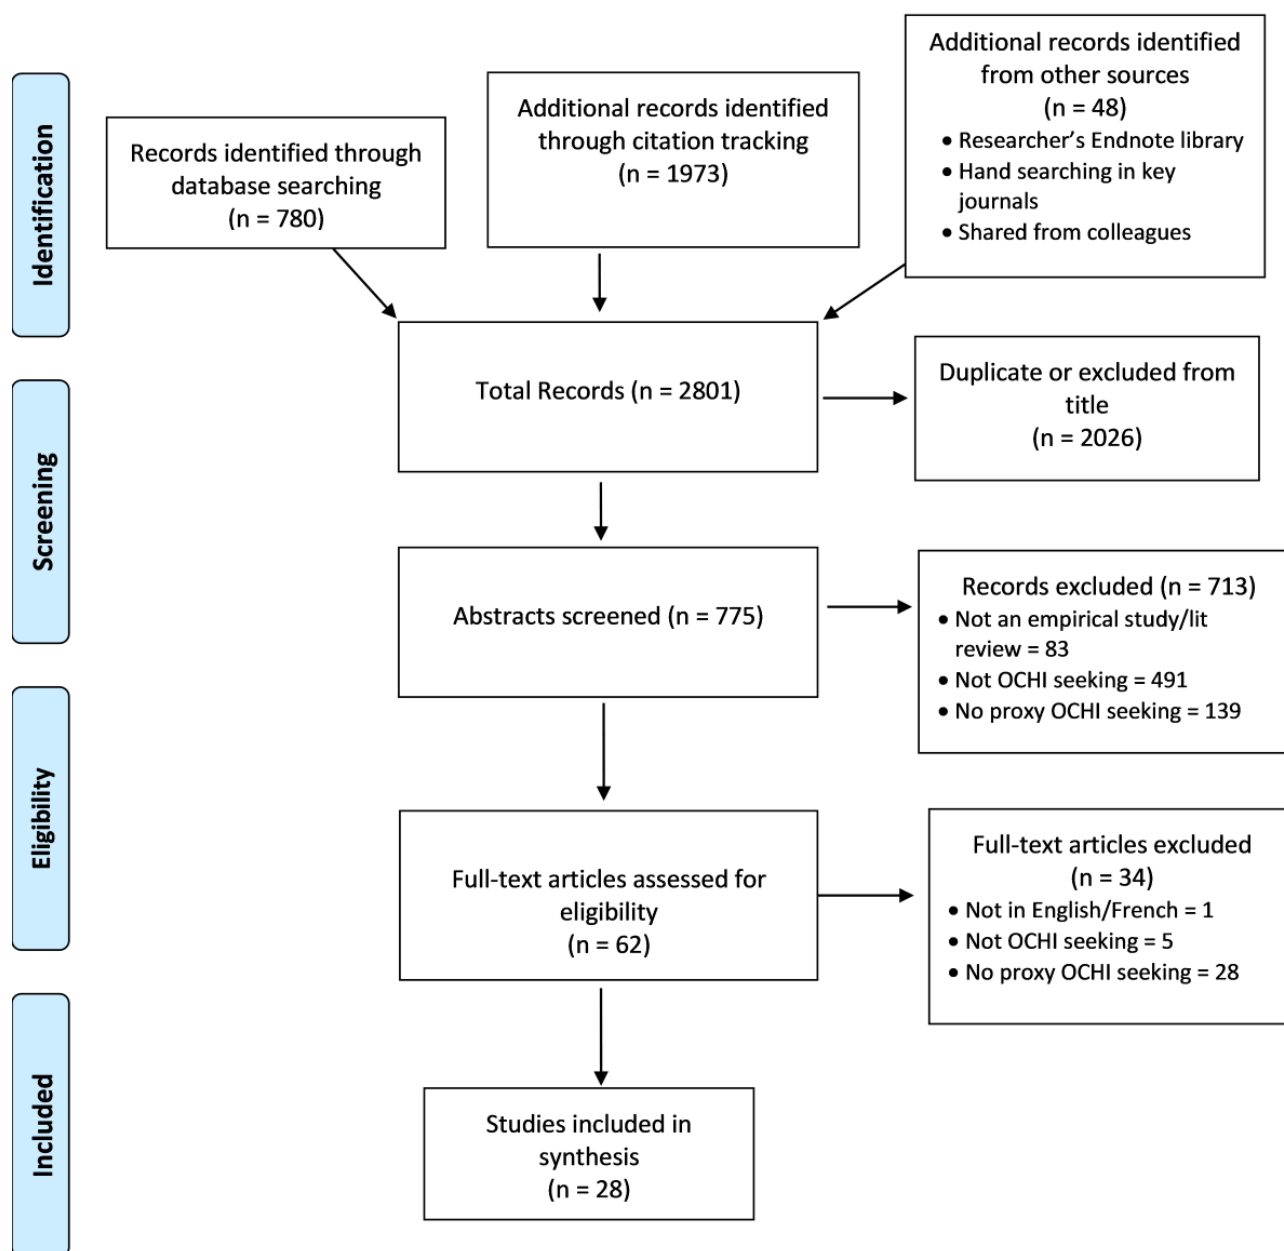 Identification
Records identified through
database searching
(n = 780)
Additional records identified
through citation tracking
(n = 1973)
Additional records identified
from other sources
(n = 48)
• Researcher’s Endnote library
• Hand searching in key
journals
• Shared from colleagues
Screening
Total Records (n = 2801)
Duplicate or excluded from
title
(n = 2026)
Abstracts screened (n = 775)
Records excluded (n = 713)
• Not an empirical study/lit
review = 83
• Not OCHI seeking = 491
• No proxy OCHI seeking = 139
Eligibility
Full-text articles assessed for
eligibility
(n = 62)
Full-text articles excluded
(n = 34)
• Not in English/French = 1
• Not OCHI seeking = 5
• No proxy OCHI seeking = 28
Included
Studies included in
synthesis
(n = 28)